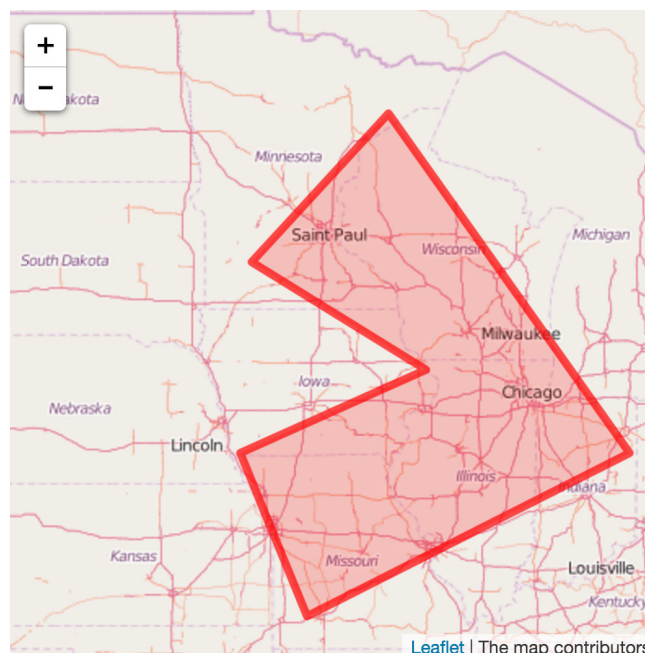 +
−
Minnesota
Saint Paul
Wisconsin
Michigan
South Dakota
Milwaukee
Iowa
Chicago
Nebraska
Lincoln
Illinois
Indiana
Kansas
Missouri
Louisville
Kentucky
Leaflet | The map contributors